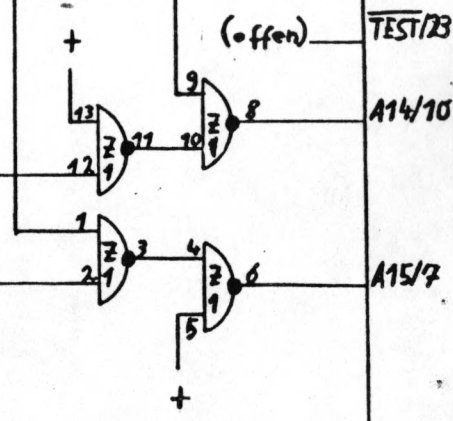 (offen) TEST/23
+
9
13 8 A14/10
Z 11 10 Z
12 1 1
1
Z 3 4
2 1 Z 6 A15/7
1
5
+